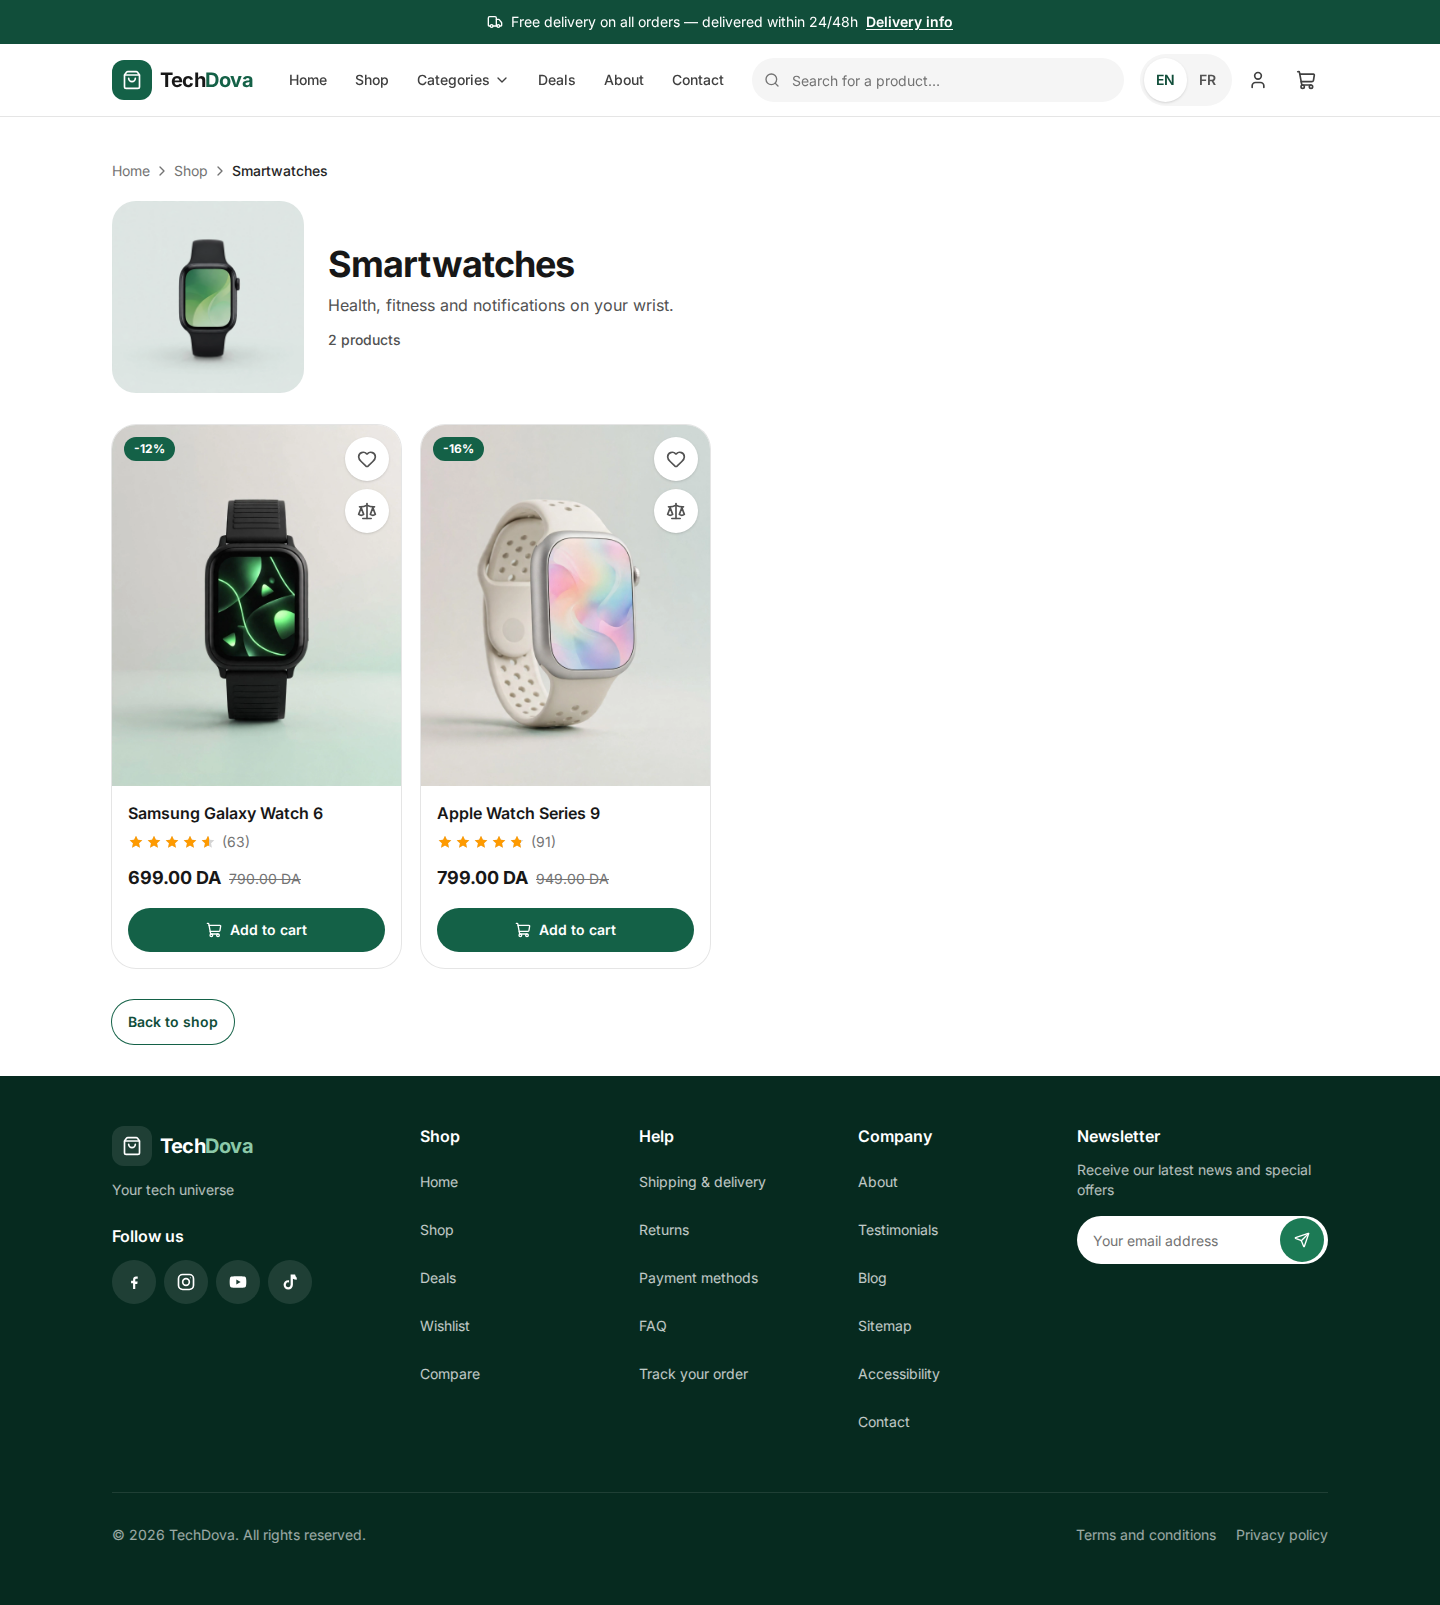 Free delivery on all orders — delivered within 24/48h Delivery info
TechDova
Home
Shop
Categories
Deals
About
Contact
Search for a product...
EN
FR
Home > Shop > Smartwatches
Smartwatches
Health, fitness and notifications on your wrist.
2 products
-12%
Samsung Galaxy Watch 6
(63)
699.00 DA 790.00 DA
Add to cart
-16%
Apple Watch Series 9
(91)
799.00 DA 949.00 DA
Add to cart
Back to shop
TechDova
Your tech universe
Follow us
Shop
Home
Shop
Deals
Wishlist
Compare
Help
Shipping & delivery
Returns
Payment methods
FAQ
Track your order
Company
About
Testimonials
Blog
Sitemap
Accessibility
Contact
Newsletter
Receive our latest news and special
offers
Your email address
© 2026 TechDova. All rights reserved.
Terms and conditions
Privacy policy